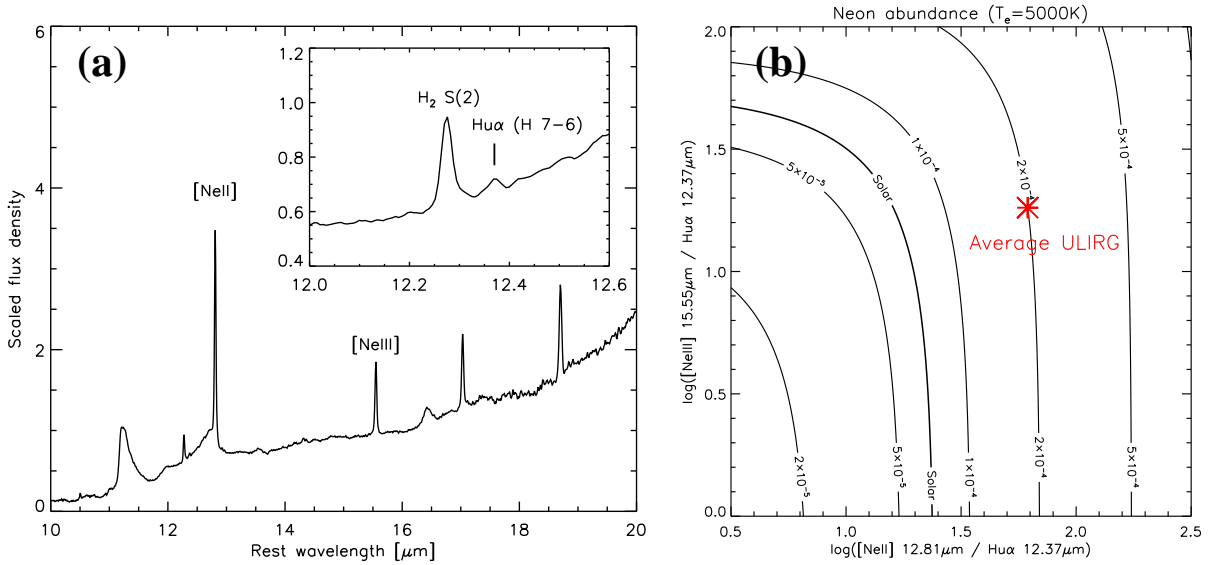 (a)
6
4
2
0
Scaled flux density
[NeII]
[NeIII]
1.2
1.0
0.8
0.6
0.4
H₂ S(2)
Huα (H 7−6)
12.0 12.2 12.4 12.6
10 12 14 16 18 20
Rest wavelength [μm]
Neon abundance (Tₑ=5000K)
(b)
2.0
1.5
1.0
0.5
0.0
log([NeIII] 15.55μm / Huα 12.37μm)
5×10⁻⁵
Solar
1×10⁻⁴
2×10⁻⁴
5×10⁻⁴
Average ULIRG
2×10⁻⁵
5×10⁻⁵
Solar
1×10⁻⁴
2×10⁻⁴
5×10⁻⁴
0.5 1.0 1.5 2.0 2.5
log([NeII] 12.81μm / Huα 12.37μm)